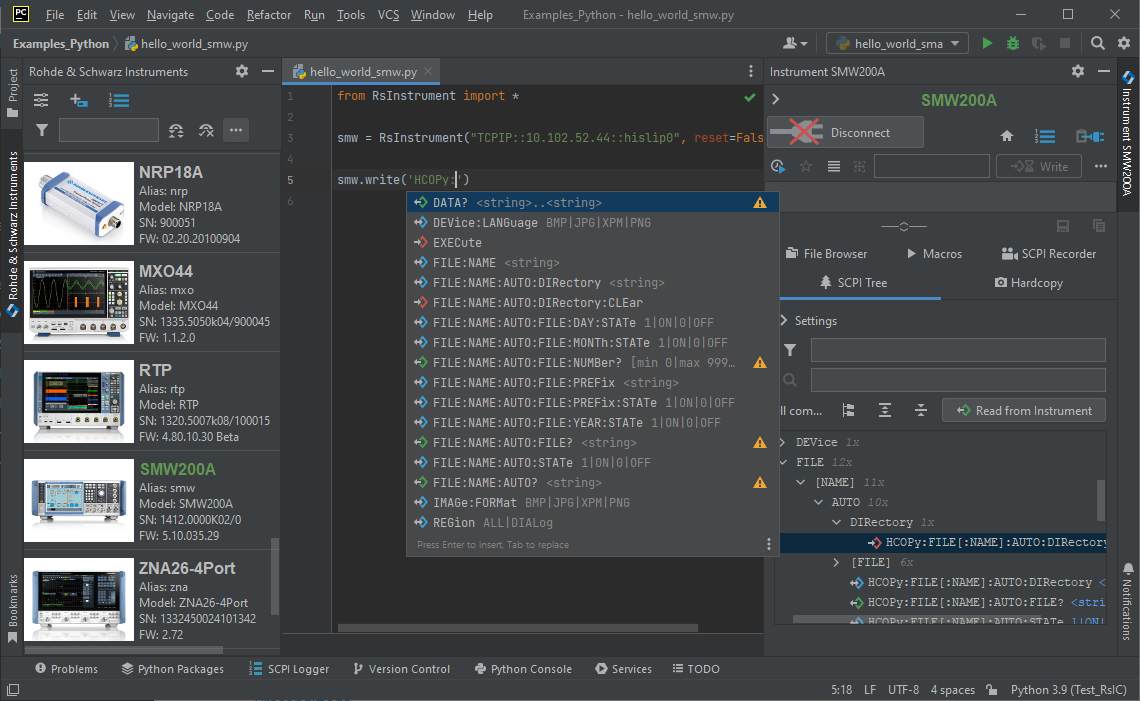 PC File Edit View Navigate Code Refactor Run Tools VCS Window Help Examples_Python - hello_world_smw.py
Examples_Python hello_world_smw.py hello_world_sma
Project
Rohde & Schwarz Instruments
Bookmarks
Rohde & Schwarz Instruments
NRP18A
Alias: nrp
Model: NRP18A
SN: 900051
FW: 02.20.20100904
MXO44
Alias: mxo
Model: MXO44
SN: 1335.5050k04/900045
FW: 1.1.2.0
RTP
Alias: rtp
Model: RTP
SN: 1320.5007k08/100015
FW: 4.80.10.30 Beta
SMW200A
Alias: smw
Model: SMW200A
SN: 1412.0000K02/0
FW: 5.10.035.29
ZNA26-4Port
Alias: zna
Model: ZNA26-4Port
SN: 1332450024101342
FW: 2.72
hello_world_smw.py
1 from RsInstrument import *
2
3 smw = RsInstrument("TCPIP::10.102.52.44::hislip0", reset=Fals
4
5 smw.write('HCOPy:')
6
DATA? <string>..<string>
DEVice:LANGuage BMP|JPG|XPM|PNG
EXECute
FILE:NAME <string>
FILE:NAME:AUTO:DIRectory <string>
FILE:NAME:AUTO:DIRectory:CLEar
FILE:NAME:AUTO:FILE:DAY:STATe 1|ON|0|OFF
FILE:NAME:AUTO:FILE:MONTh:STATe 1|ON|0|OFF
FILE:NAME:AUTO:FILE:NUMBer? [min 0|max 999…
FILE:NAME:AUTO:FILE:PREFix <string>
FILE:NAME:AUTO:FILE:PREFix:STATe 1|ON|0|OFF
FILE:NAME:AUTO:FILE:YEAR:STATe 1|ON|0|OFF
FILE:NAME:AUTO:FILE? <string>
FILE:NAME:AUTO:STATe 1|ON|0|OFF
FILE:NAME:AUTO? <string>
IMAGe:FORMat BMP|JPG|XPM|PNG
REGion ALL|DIALog
Press Enter to insert, Tab to replace
Instrument SMW200A
SMW200A
Disconnect
Write
File Browser Macros SCPI Recorder
SCPI Tree Hardcopy
Settings
ll com... Read from Instrument
DEVice 1x
FILE 12x
[NAME] 11x
AUTO 10x
DIRectory 1x
HCOPy:FILE[:NAME]:AUTO:DIRectory
[FILE] 6x
HCOPy:FILE[:NAME]:AUTO:DIRectory <
HCOPy:FILE[:NAME]:AUTO:FILE? <stri
HCOPy:FILE[:NAME]:AUTO:STATe 1|ON|
Instrument SMW200A
Notifications
Problems Python Packages SCPI Logger Version Control Python Console Services TODO
5:18 LF UTF-8 4 spaces Python 3.9 (Test_RsIC)